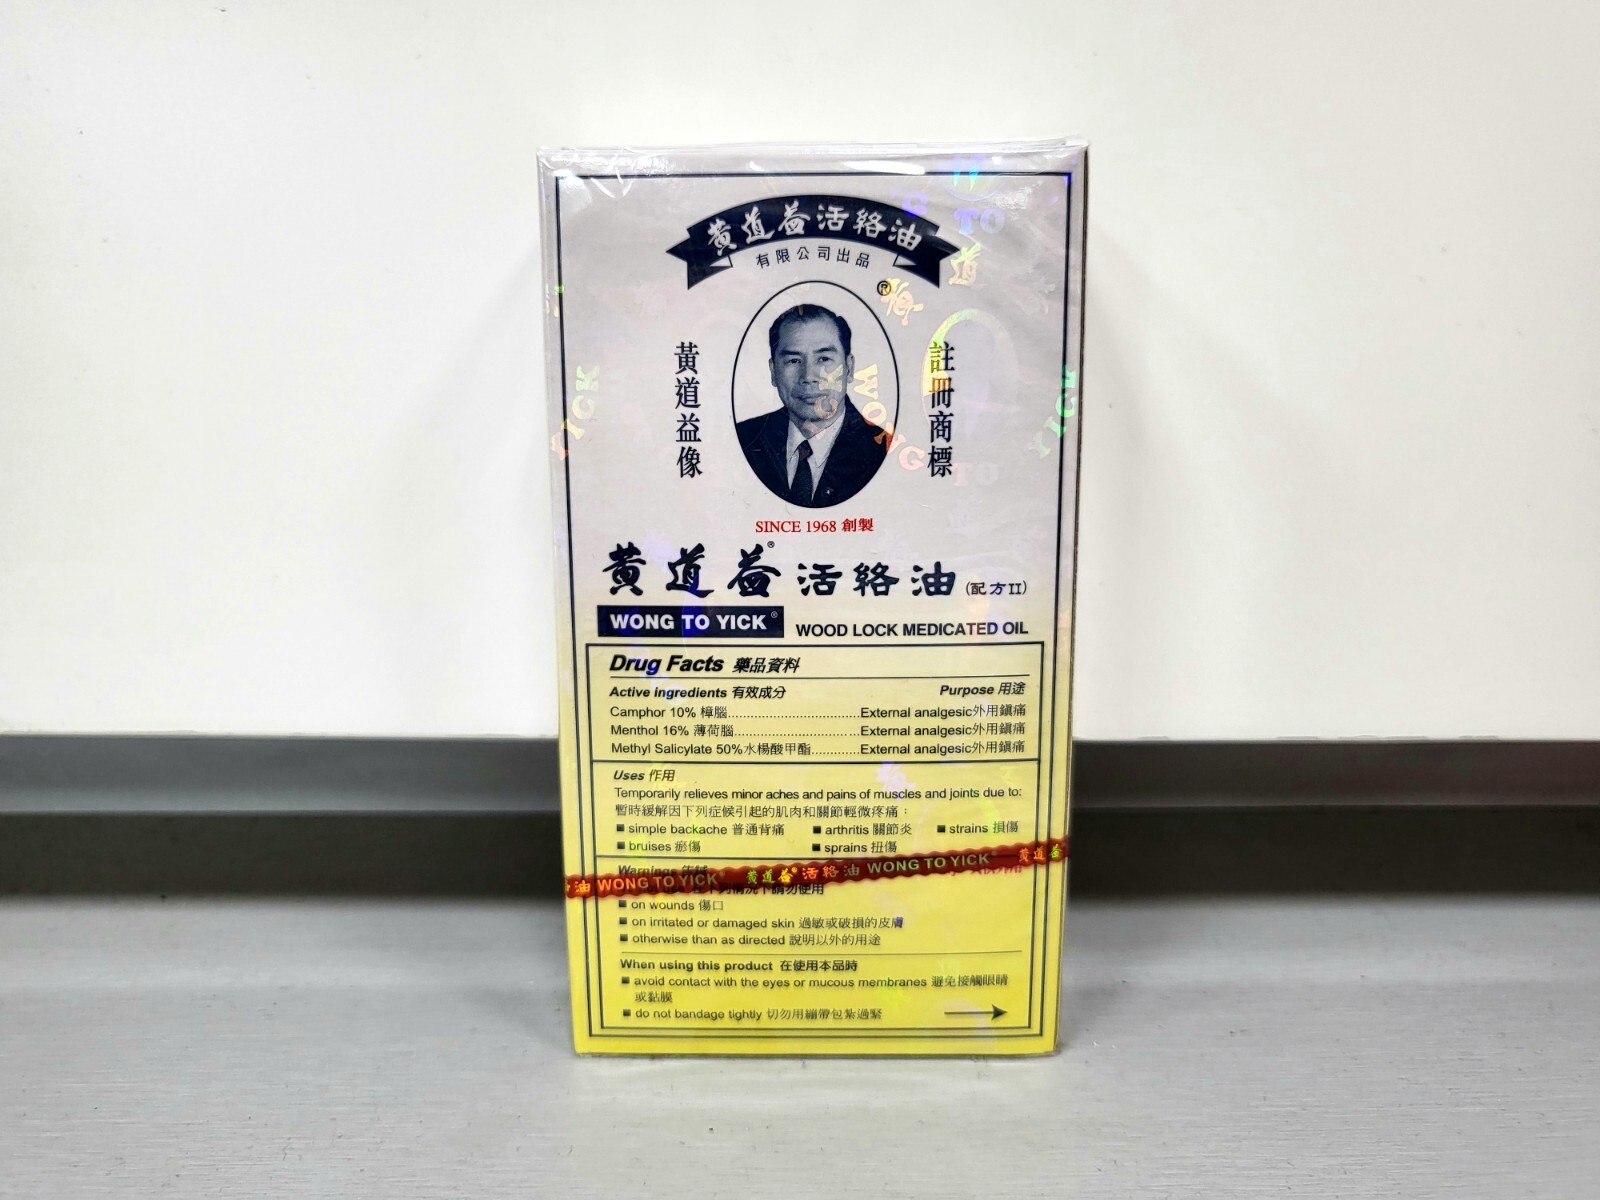 黃道益活絡油
有限公司出品
®
黃道益像
註冊商標
SINCE 1968 創製
黃道益® 活絡油 (配方II)
WONG TO YICK® WOOD LOCK MEDICATED OIL
Drug Facts 藥品資料
Active ingredients 有效成分 Purpose 用途
Camphor 10% 樟腦..................................External analgesic外用鎮痛
Menthol 16% 薄荷腦................................External analgesic外用鎮痛
Methyl Salicylate 50%水楊酸甲酯............External analgesic外用鎮痛
Uses 作用
Temporarily relieves minor aches and pains of muscles and joints due to:
暫時緩解因下列症候引起的肌肉和關節輕微疼痛：
■ simple backache 普通背痛 ■ arthritis 關節炎 ■ strains 損傷
■ bruises 瘀傷 ■ sprains 扭傷
Warnings
油 WONG TO YICK® 黃道益® 活絡油 WONG TO YICK® 黃道益
■ on wounds 傷口
■ on irritated or damaged skin 過敏或破損的皮膚
■ otherwise than as directed 說明以外的用途
When using this product 在使用本品時
■ avoid contact with the eyes or mucous membranes 避免接觸眼睛
或黏膜
■ do not bandage tightly 切勿用繃帶包紮過緊
WONG
TO
YICK
YICK
TO
道